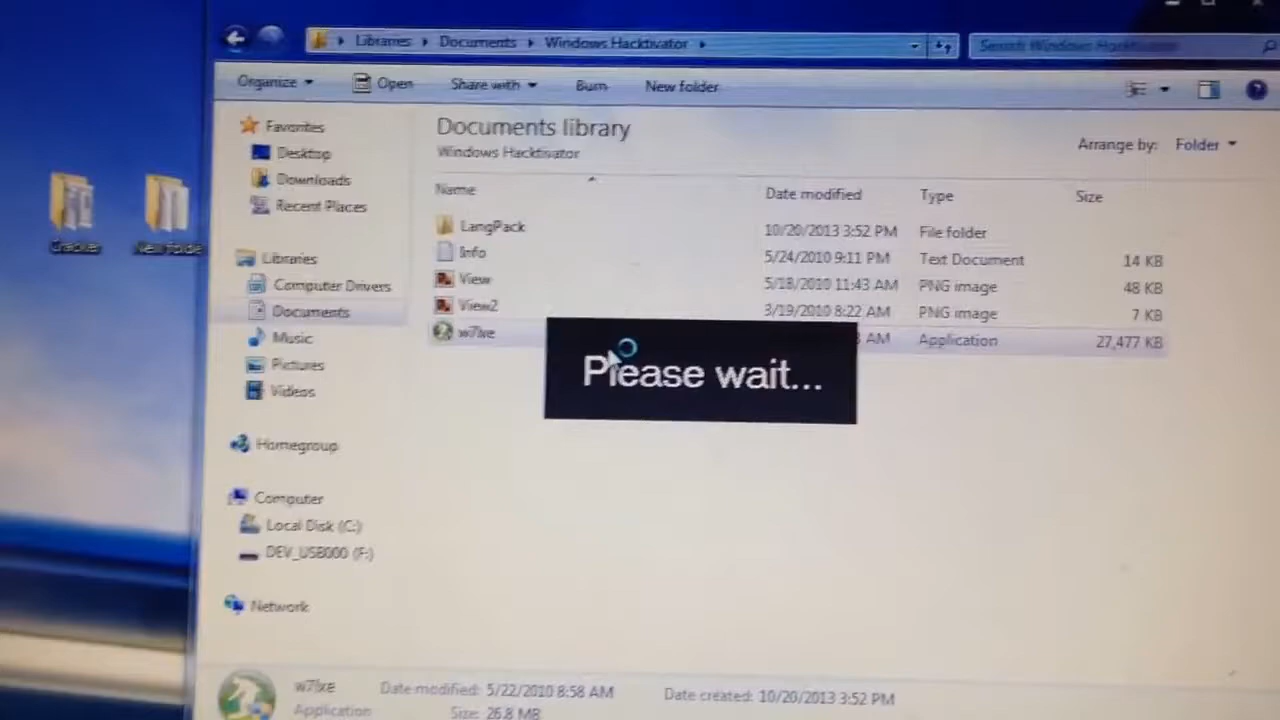 Libraries Documents Windows Hacktivator Search Windows Hacktivator
Organize Open Share with Burn New folder
Documents library
Windows Hacktivator
Arrange by: Folder
Name Date modified Type Size
LangPack 10/20/2013 3:52 PM File folder
Info 5/24/2010 9:11 PM Text Document 14 KB
View 5/18/2010 11:43 AM PNG image 48 KB
View2 3/19/2010 8:22 AM PNG image 7 KB
w7lxe AM Application 27,477 KB
Please wait...
Favorites
Desktop
Downloads
Recent Places
Libraries
Computer Drivers
Documents
Music
Pictures
Videos
Homegroup
Computer
Local Disk (C:)
DEV_USB000 (F:)
Network
New folde
w7lxe Date modified: 5/22/2010 8:58 AM Date created: 10/20/2013 3:52 PM
Application Size: 26.8 MB